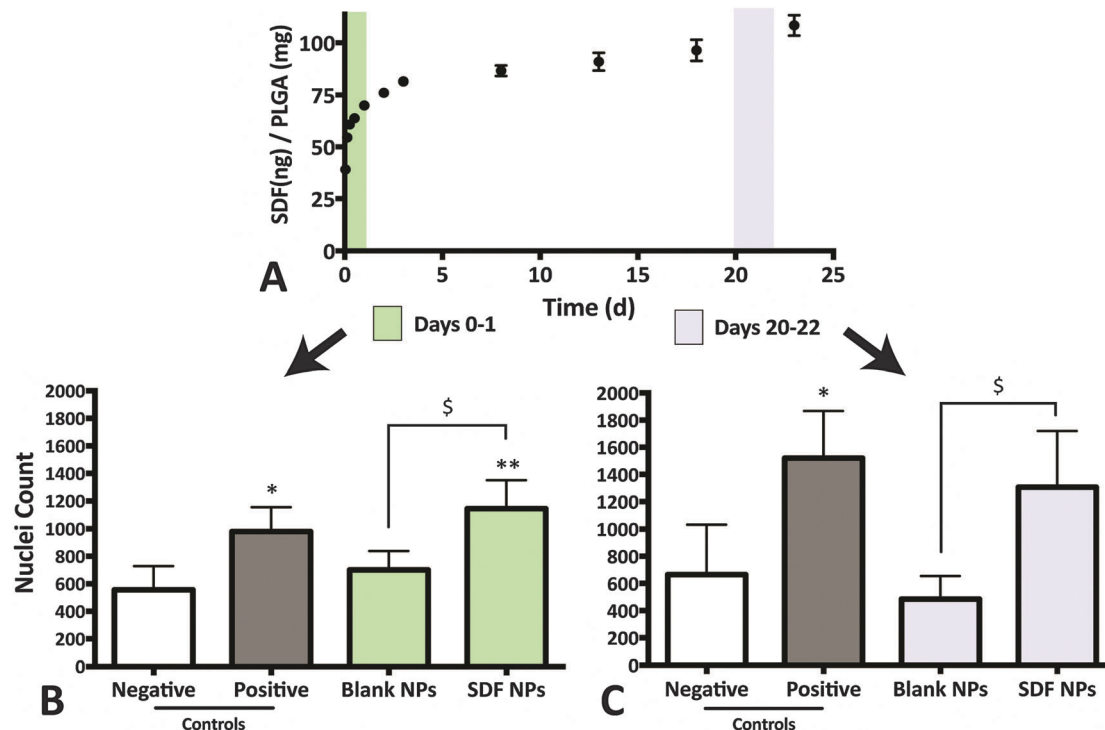 SDF(ng) / PLGA (mg)
100
75
50
25
0
0 5 10 15 20 25
Time (d)
A
Days 0-1
Days 20-22
Nuclei Count
2000
1800
1600
1400
1200
1000
800
600
400
200
0
*
$
**
Negative Positive Blank NPs SDF NPs
Controls
B
2000
1800
1600
1400
1200
1000
800
600
400
200
0
*
$
Negative Positive Blank NPs SDF NPs
Controls
C